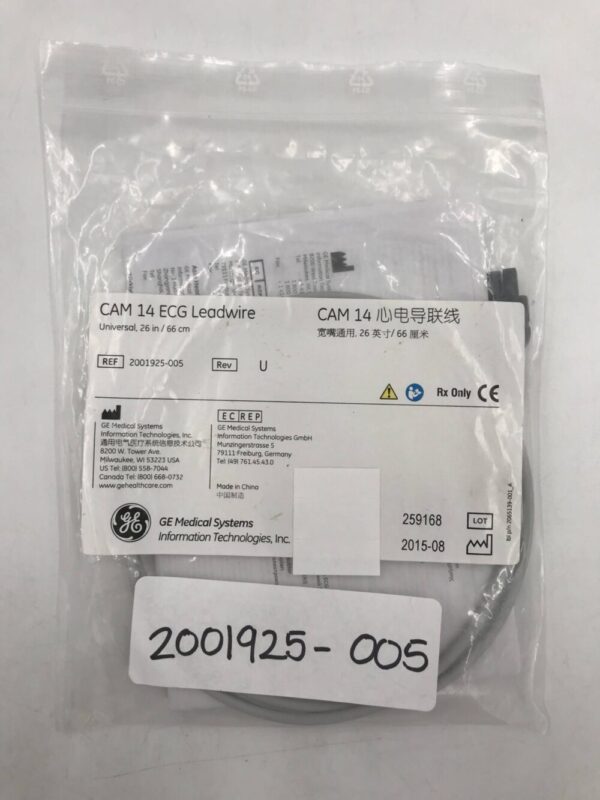 CAM 14 ECG Leadwire
Universal, 26 in / 66 cm
CAM 14 心电导联线
宽嘴通用, 26 英寸/ 66 厘米
REF 2001925-005 Rev U
Rx Only CE
GE Medical Systems
Information Technologies, Inc.
通用电气医疗系统信息技术公司
8200 W. Tower Ave.
Milwaukee, WI 53223 USA
US Tel: (800) 558-7044
Canada Tel: (800) 668-0732
www.gehealthcare.com
EC REP
GE Medical Systems
Information Technologies GmbH
Munzingerstrasse 5
79111 Freiburg, Germany
Tel: (49) 761.45.43.0
Made in China
中国制造
GE
GE Medical Systems
Information Technologies, Inc.
259168 LOT
2015-08
lbl p/n 2065139-001_A
2001925-005